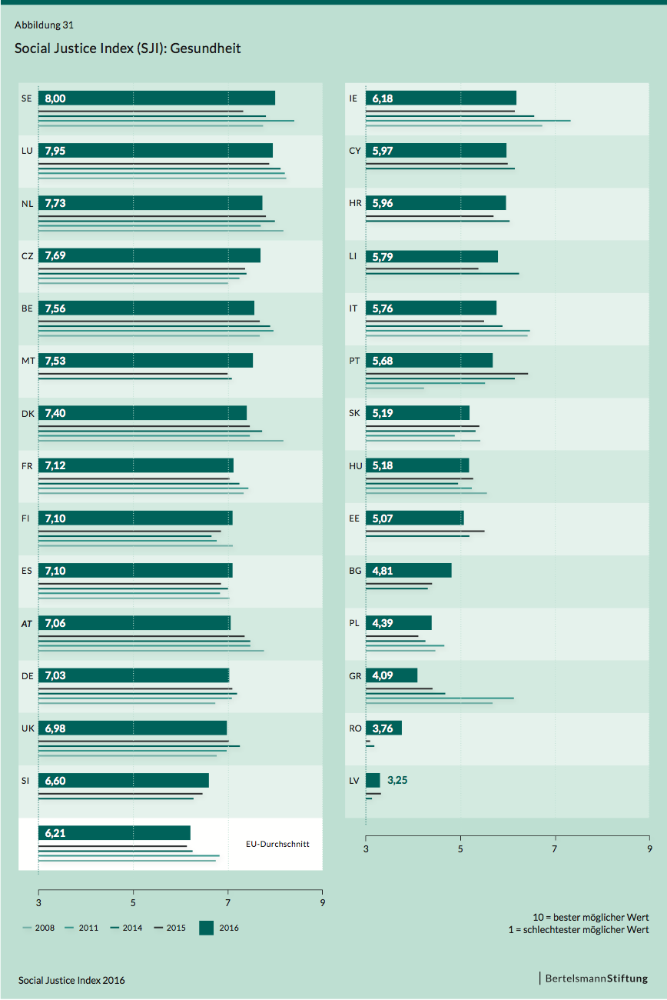 Abbildung 31
Social Justice Index (SJI): Gesundheit
SE 8,00
LU 7,95
NL 7,73
CZ 7,69
BE 7,56
MT 7,53
DK 7,40
FR 7,12
FI 7,10
ES 7,10
AT 7,06
DE 7,03
UK 6,98
SI 6,60
6,21 EU-Durchschnitt
3 5 7 9
2008 2011 2014 2015 2016
IE 6,18
CY 5,97
HR 5,96
LI 5,79
IT 5,76
PT 5,68
SK 5,19
HU 5,18
EE 5,07
BG 4,81
PL 4,39
GR 4,09
RO 3,76
LV 3,25
3 5 7 9
10 = bester möglicher Wert
1 = schlechtester möglicher Wert
Social Justice Index 2016
BertelsmannStiftung